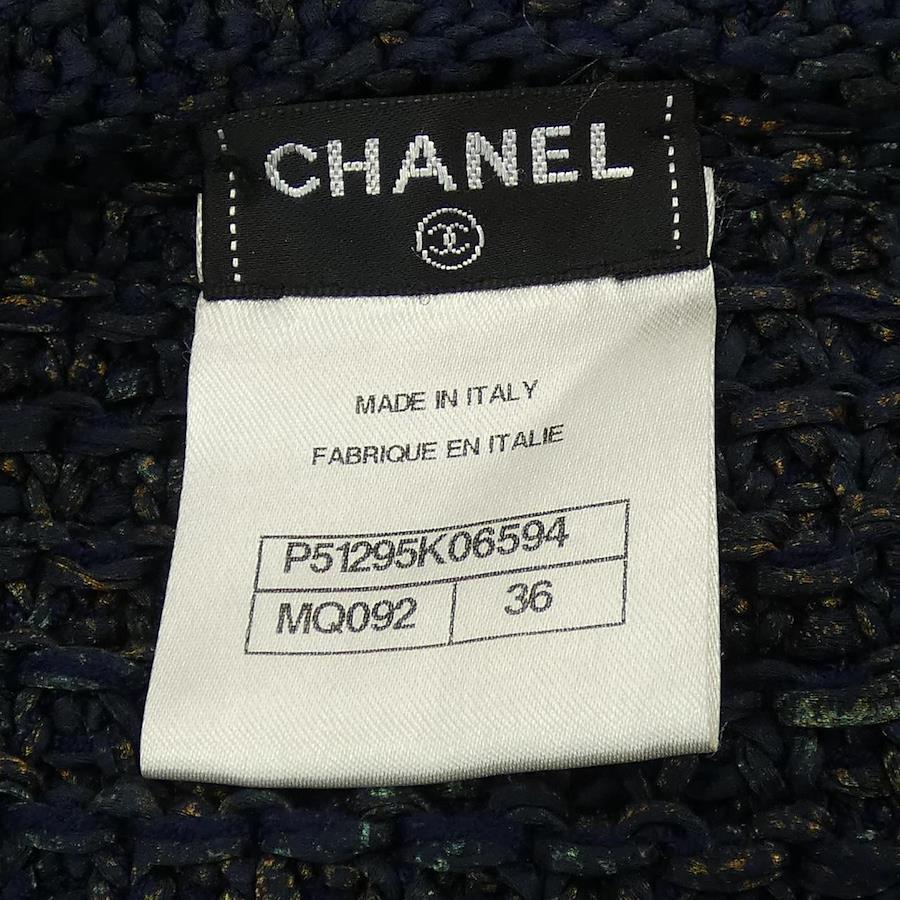 CHANEL
MADE IN ITALY
FABRIQUE EN ITALIE
P51295K06594
MQ092 36